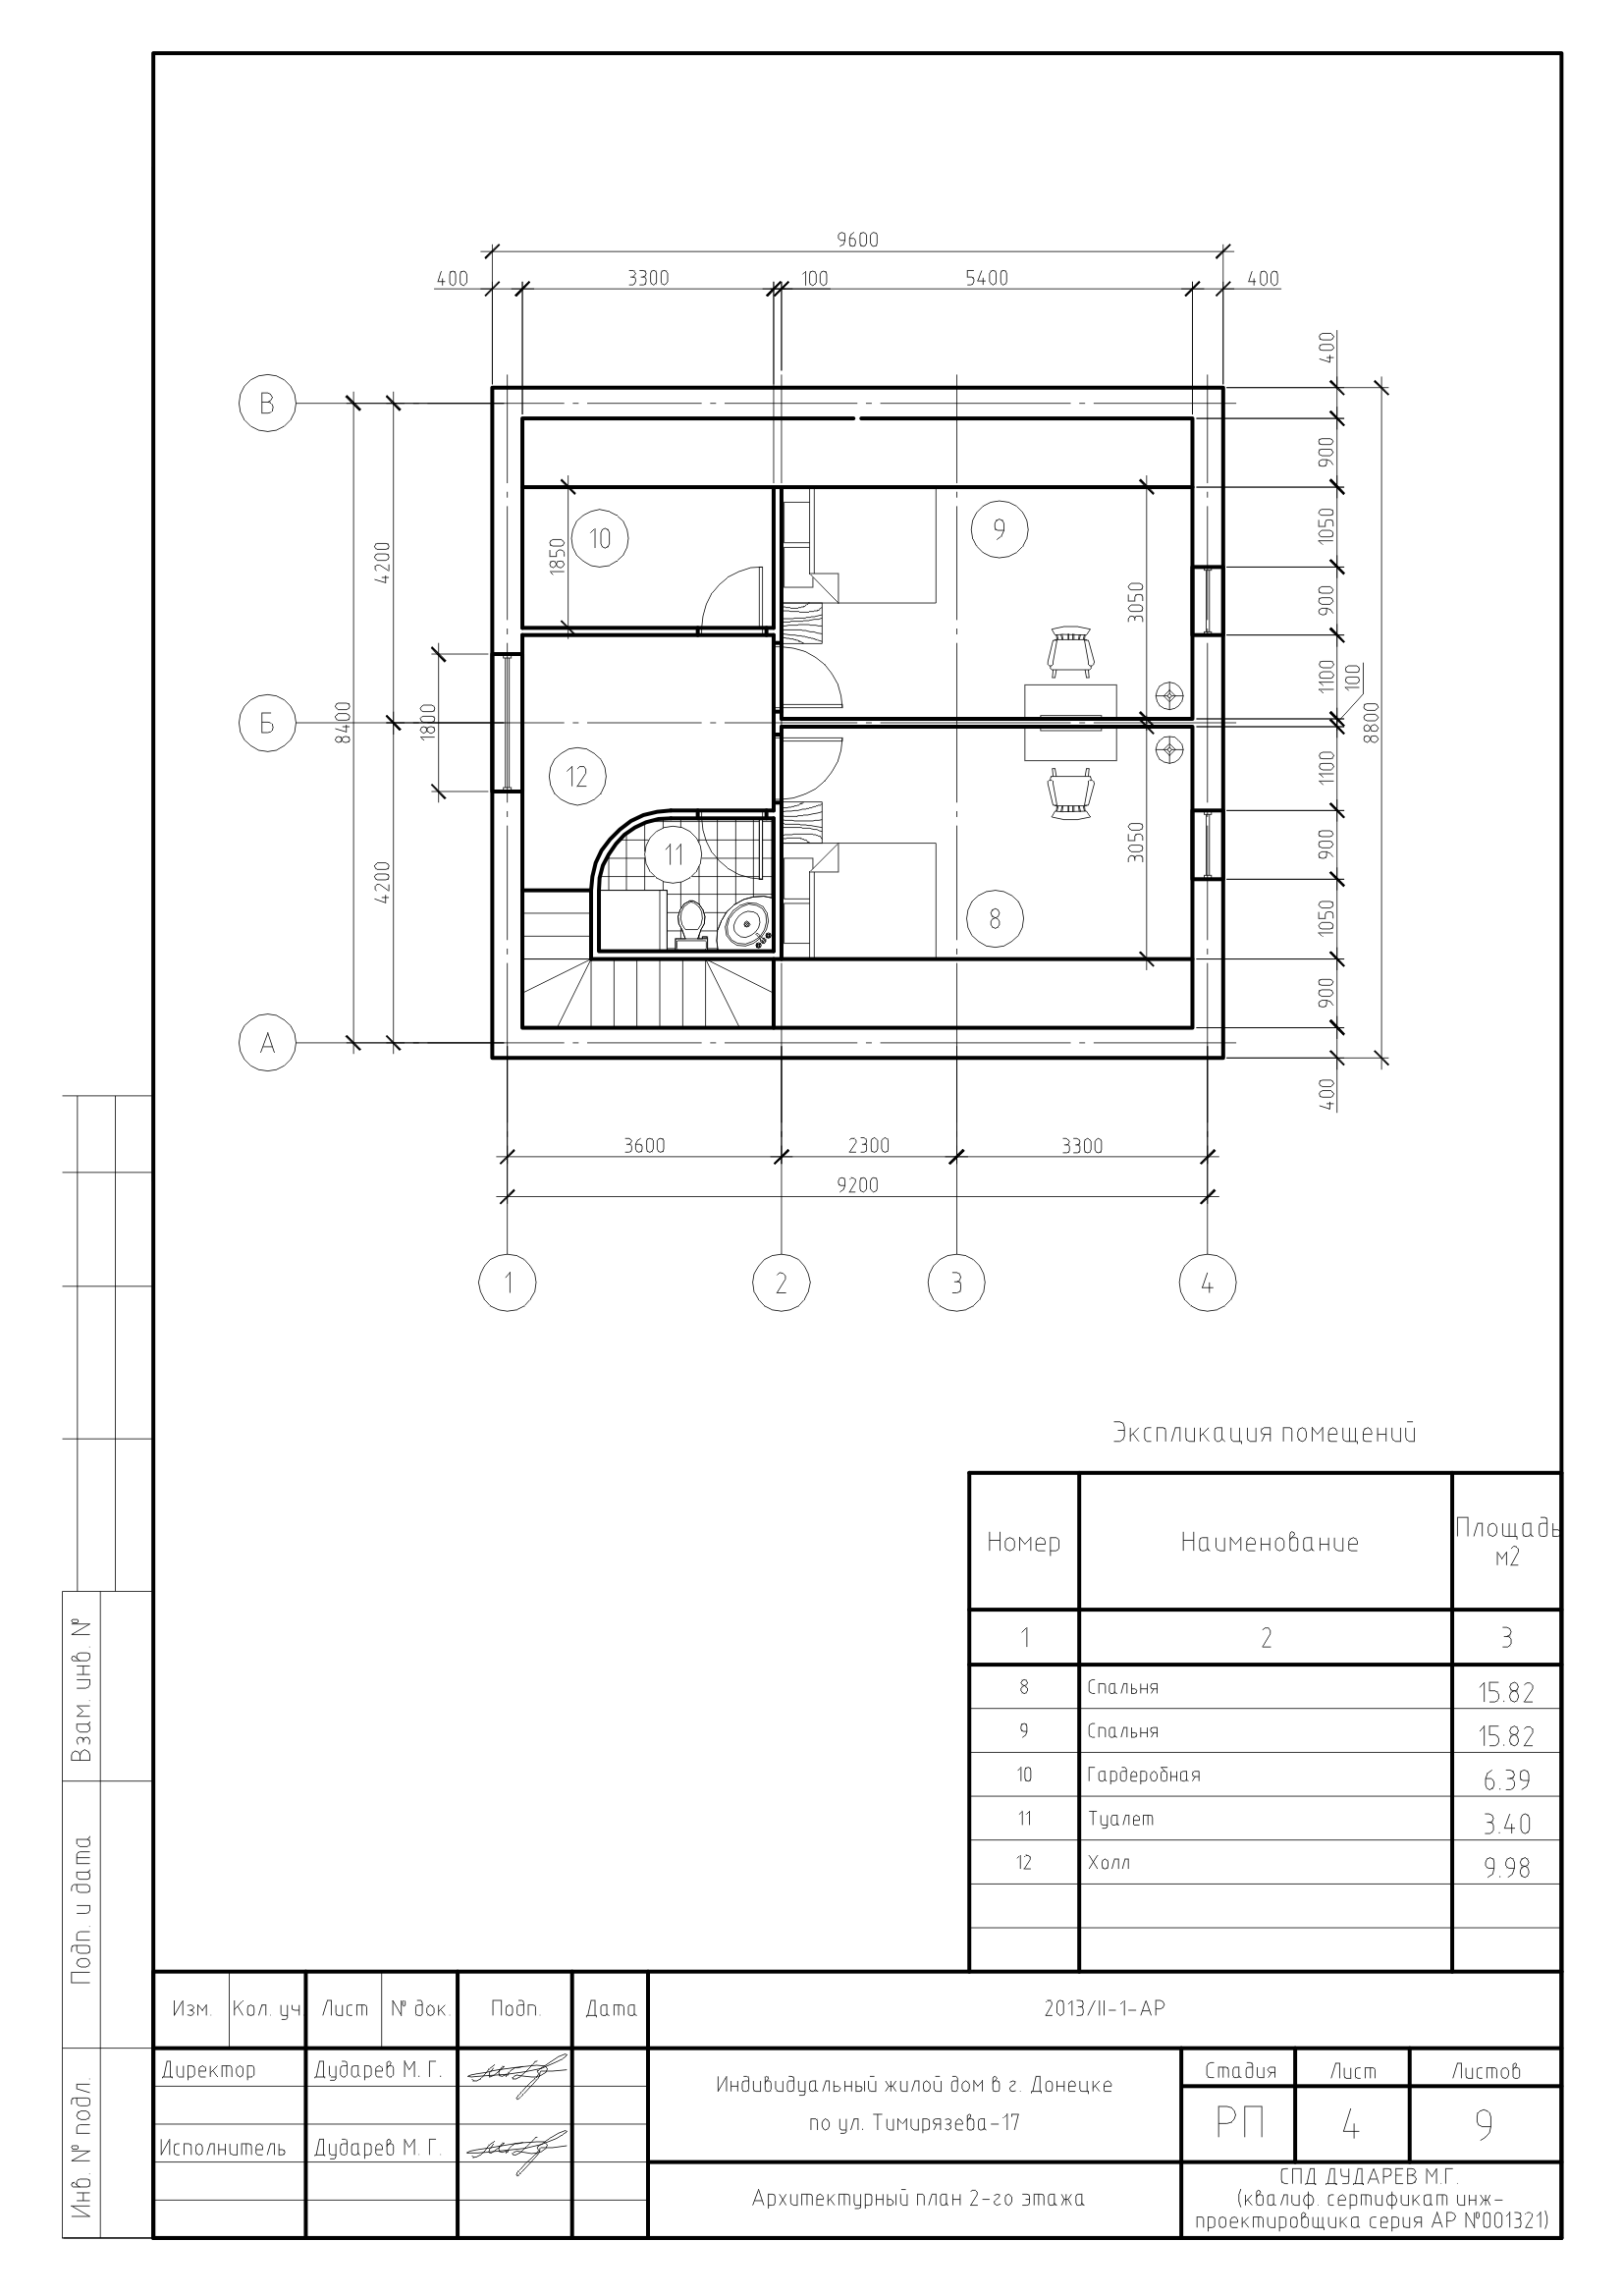 9600
400 3300 100 5400 400
400
900
1050
900
1100
100
1100
900
1050
900
400
8800
В
Б
А
8400
4200
4200
1800
1850
3050
3050
10
9
12
11
8
3600 2300 3300
9200
1 2 3 4
Экспликация помещений
Номер Наименование Площадь
м2
1 2 3
8 Спальня 15.82
9 Спальня 15.82
10 Гардеробная 6.39
11 Туалет 3.40
12 Холл 9.98
Взам. инв. №
Подп. и дата
Инв. № подл.
Изм. Кол. уч Лист № док. Подп. Дата
2013/II-1-АР
Директор Дударев М. Г.
Исполнитель Дударев М. Г.
Индивидуальный жилой дом в г. Донецке
по ул. Тимирязева-17
Стадия Лист Листов
РП 4 9
Архитектурный план 2-го этажа
СПД ДУДАРЕВ М.Г.
(квалиф. сертификат инж-
проектировщика серия АР №001321)